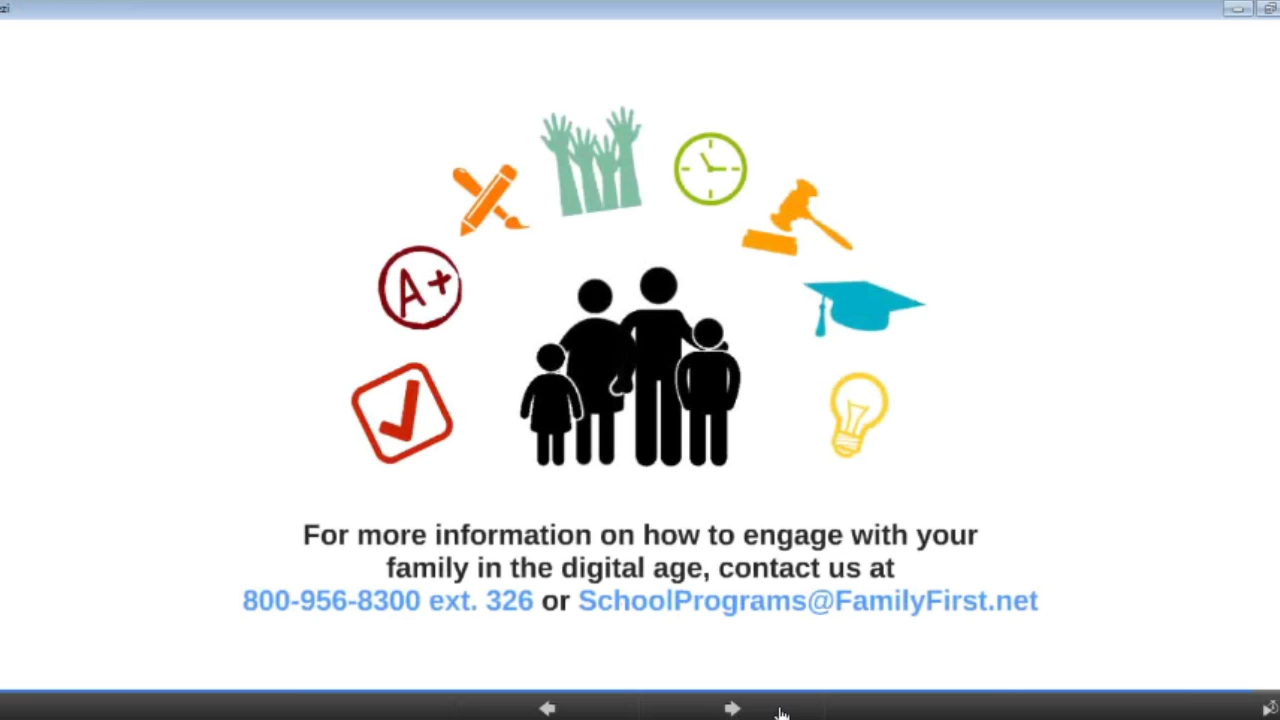 zi
A+
For more information on how to engage with your
family in the digital age, contact us at
800-956-8300 ext. 326 or SchoolPrograms@FamilyFirst.net